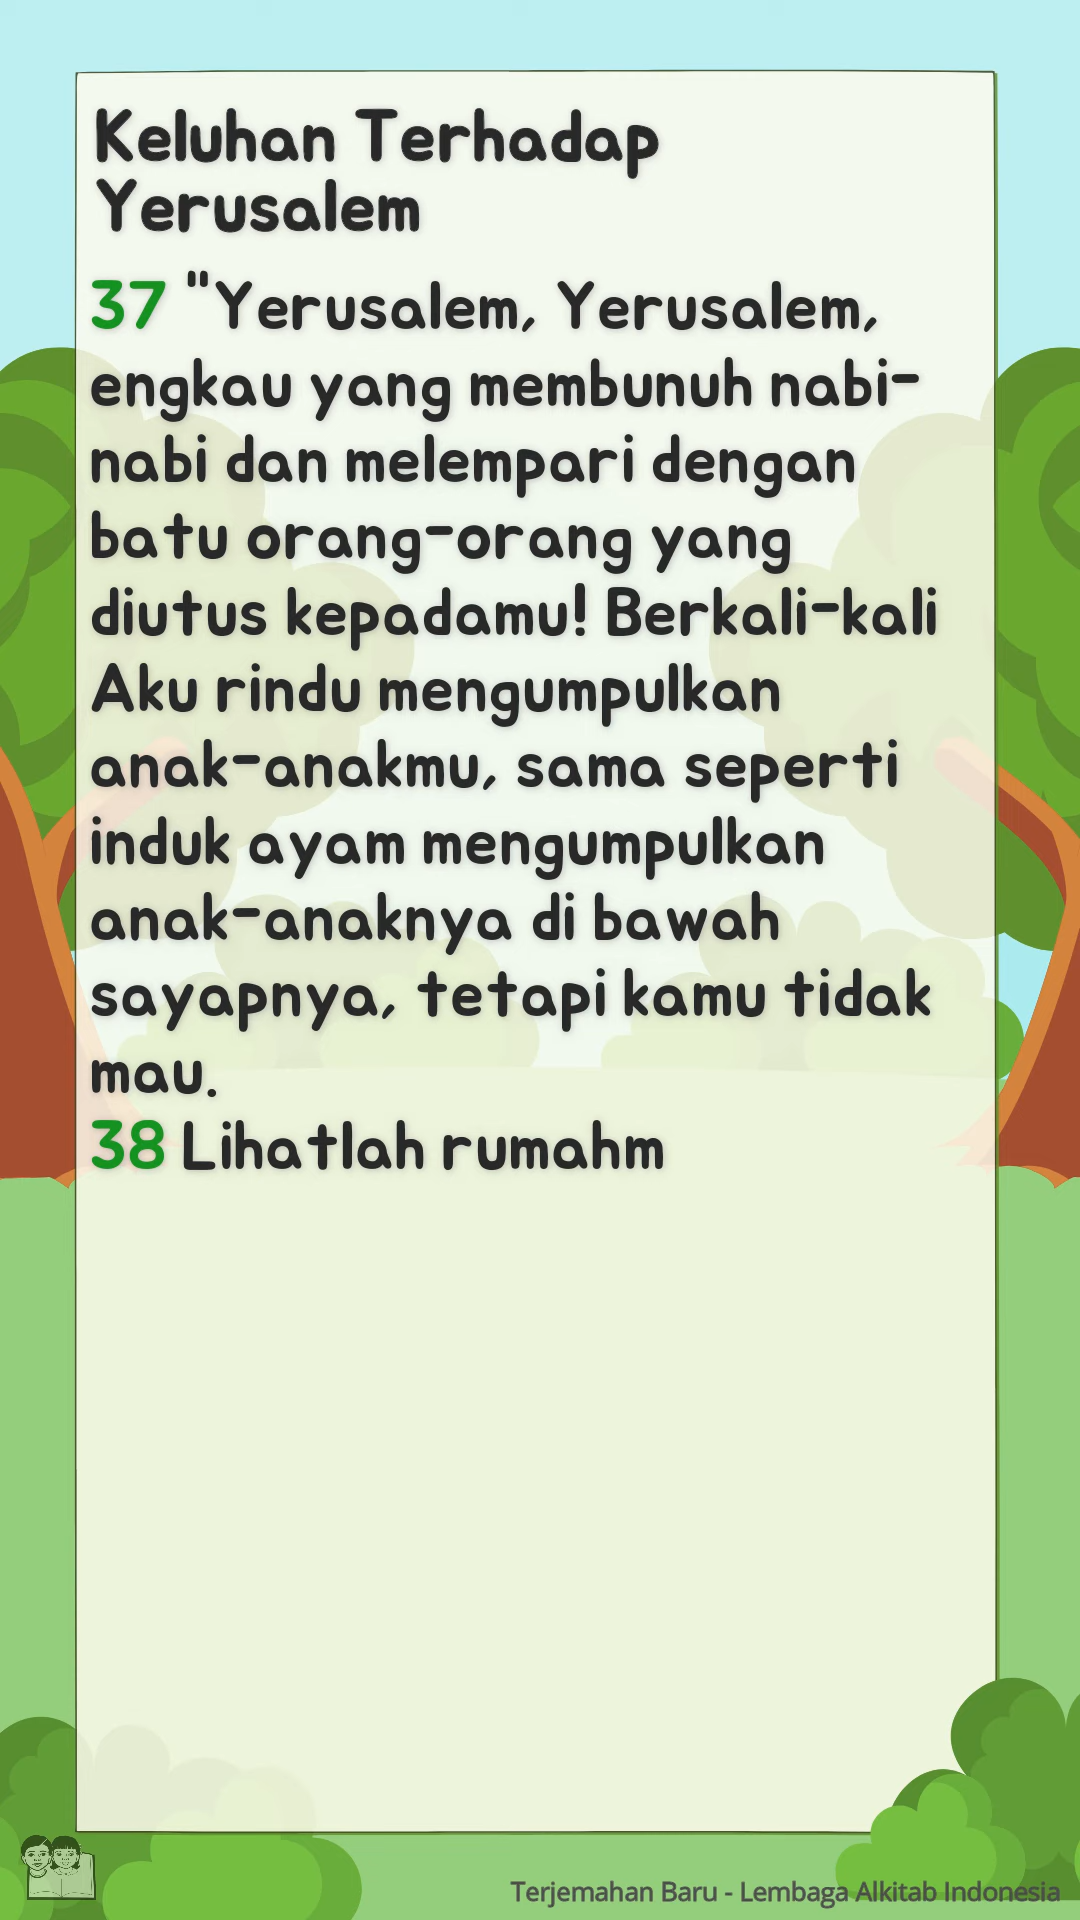 Keluhan Terhadap
Yerusalem
37 "Yerusalem, Yerusalem,
engkau yang membunuh nabi-
nabi dan melempari dengan
batu orang-orang yang
diutus kepadamu! Berkali-kali
Aku rindu mengumpulkan
anak-anakmu, sama seperti
induk ayam mengumpulkan
anak-anaknya di bawah
sayapnya, tetapi kamu tidak
mau.
38 Lihatlah rumahm
Terjemahan Baru - Lembaga Alkitab Indonesia